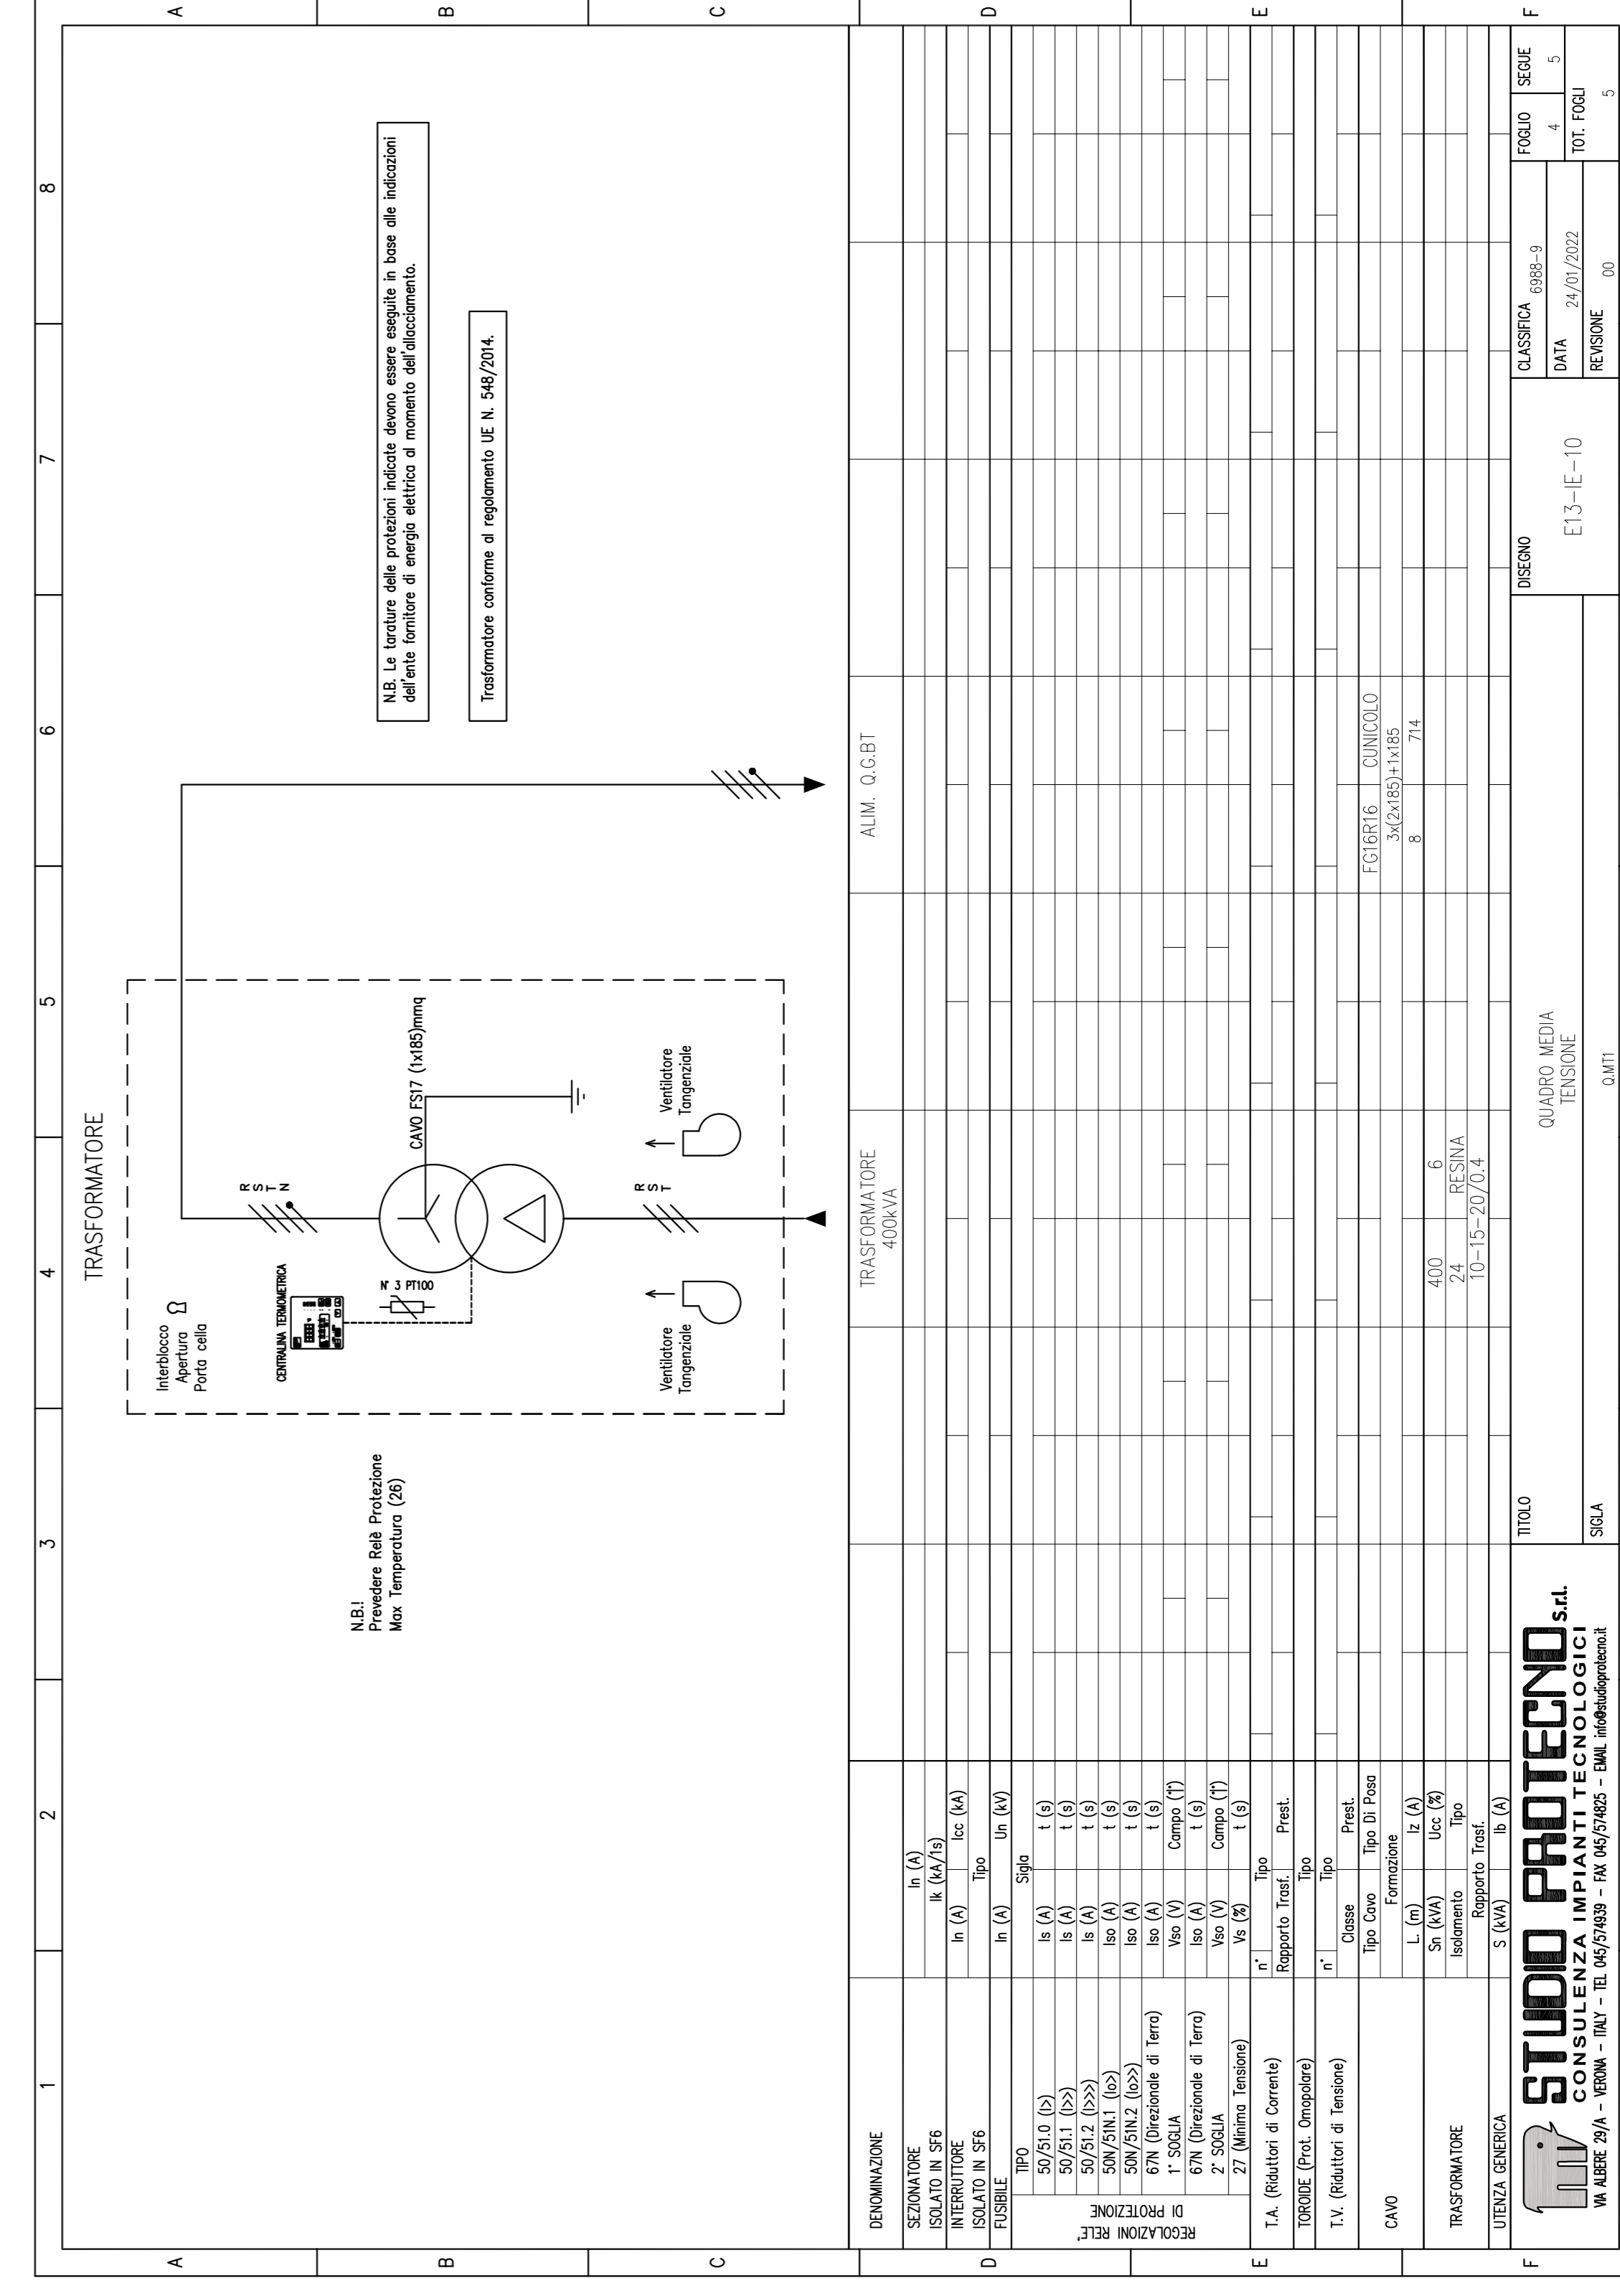 1 2 3 4 5 6 7 8
A
B
C
D
E
F
A
B
C
D
E
F
TRASFORMATORE
Interblocco
Apertura
Porta cella
CENTRALINA TERMOMETRICA
R
S
T
N
N° 3 PT100
CAVO FS17 (1x185)mmq
R
S
T
Ventilatore
Tangenziale
Ventilatore
Tangenziale
N.B.!
Prevedere Relè Protezione
Max Temperatura (26)
N.B. Le tarature delle protezioni indicate devono essere eseguite in base alle indicazioni
dell'ente fornitore di energia elettrica al momento dell'allacciamento.
Trasformatore conforme al regolamento UE N. 548/2014.
DENOMINAZIONE
TRASFORMATORE
400kVA
ALIM. Q.G.BT
SEZIONATORE
ISOLATO IN SF6
In (A)
Ik (kA/1s)
INTERRUTTORE
ISOLATO IN SF6
In (A) Icc (kA)
Tipo
FUSIBILE In (A) Un (kV)
REGOLAZIONI RELE'
DI PROTEZIONE
TIPO Sigla
50/51.0 (I>) Is (A) t (s)
50/51.1 (I>>) Is (A) t (s)
50/51.2 (I>>>) Is (A) t (s)
50N/51N.1 (Io>) Iso (A) t (s)
50N/51N.2 (Io>>) Iso (A) t (s)
67N (Direzionale di Terra) Iso (A) t (s)
1° SOGLIA Vso (V) Campo (°|°)
67N (Direzionale di Terra) Iso (A) t (s)
2° SOGLIA Vso (V) Campo (°|°)
27 (Minima Tensione) Vs (%) t (s)
T.A. (Riduttori di Corrente) n° Tipo
Rapporto Trasf. Prest.
TOROIDE (Prot. Omopolare) Tipo
T.V. (Riduttori di Tensione) n° Tipo
Classe Prest.
CAVO
Tipo Cavo Tipo Di Posa FG16R16 CUNICOLO
Formazione 3x(2x185)+1x185
L. (m) Iz (A) 8 714
TRASFORMATORE
Sn (kVA) Ucc (%) 400 6
Isolamento Tipo 24 RESINA
Rapporto Trasf. 10-15-20/0.4
UTENZA GENERICA S (kVA) Ib (A)
STUDIO PROTECNO s.r.l.
CONSULENZA IMPIANTI TECNOLOGICI
VIA ALBERE 29/A - VERONA - ITALY - TEL 045/574939 - FAX 045/574825 - EMAIL info@studioprotecno.it
TITOLO
QUADRO MEDIA
TENSIONE
SIGLA
Q.MT1
DISEGNO
E13-IE-10
CLASSIFICA
6988-9
DATA
24/01/2022
REVISIONE
00
FOGLIO
4
SEGUE
5
TOT. FOGLI
5